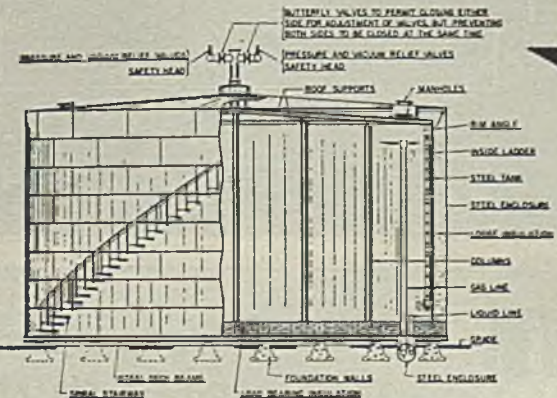 BUTTERFLY VALVES TO PERMIT CLOSING EITHER
SIDE FOR ADJUSTMENT OF VALVES, BUT PREVENTING
BOTH SIDES TO BE CLOSED AT THE SAME TIME
PRESSURE AND VACUUM RELIEF VALVES
SAFETY HEAD
PRESSURE AND VACUUM RELIEF VALVES
SAFETY HEAD
ROOF SUPPORTS
MANHOLES
RIM ANGLE
INSIDE LADDER
STEEL TANK
STEEL ENCLOSURE
LOOSE INSULATION
COLUMNS
GAS LINE
LIQUID LINE
GRADE
SPIRAL STAIRWAY
STEEL DECK BEAMS
LOAD BEARING INSULATION
FOUNDATION WALLS
STEEL ENCLOSURE